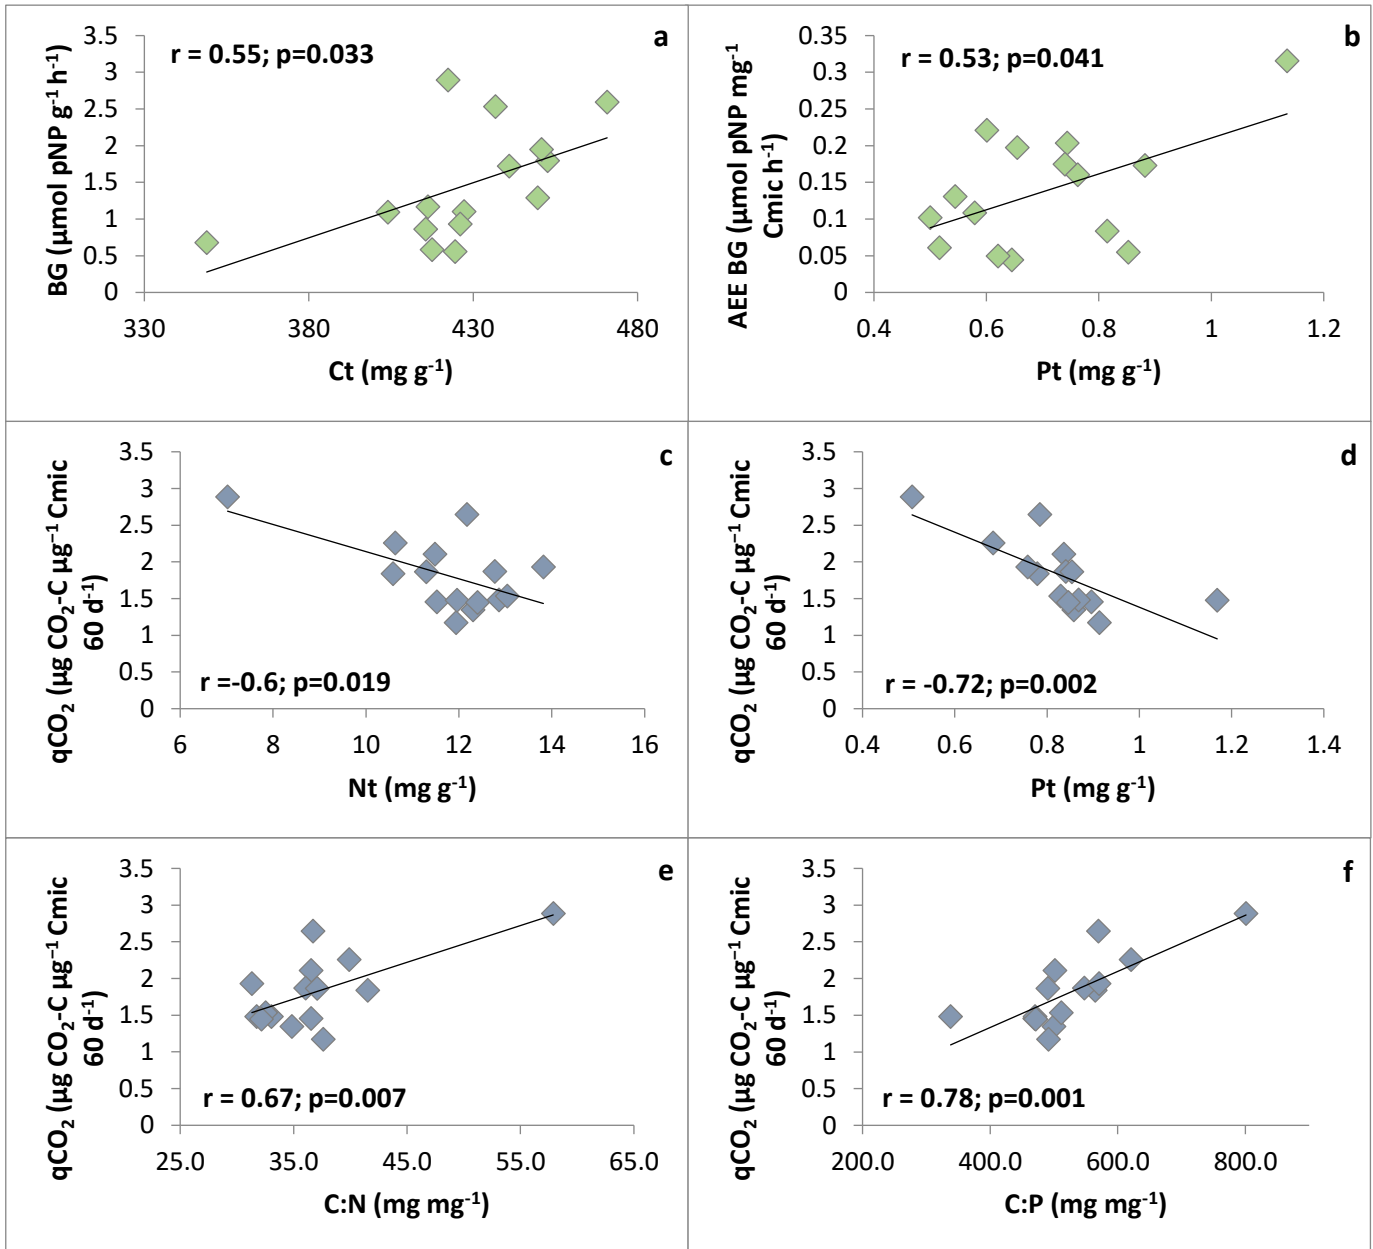 a
r = 0.55; p=0.033
BG (µmol pNP g⁻¹ h⁻¹)
3.5
3
2.5
2
1.5
1
0.5
0
330 380 430 480
Ct (mg g⁻¹)
b
r = 0.53; p=0.041
AEE BG (µmol pNP mg⁻¹
Cmic h⁻¹)
0.35
0.3
0.25
0.2
0.15
0.1
0.05
0
0.4 0.6 0.8 1 1.2
Pt (mg g⁻¹)
c
qCO₂ (µg CO₂-C µg⁻¹ Cmic
60 d⁻¹)
3.5
3
2.5
2
1.5
1
0.5
0
r =-0.6; p=0.019
6 8 10 12 14 16
Nt (mg g⁻¹)
d
qCO₂ (µg CO₂-C µg⁻¹ Cmic
60 d⁻¹)
3.5
3
2.5
2
1.5
1
0.5
0
r = -0.72; p=0.002
0.4 0.6 0.8 1 1.2 1.4
Pt (mg g⁻¹)
e
qCO₂ (µg CO₂-C µg⁻¹ Cmic
60 d⁻¹)
3.5
3
2.5
2
1.5
1
0.5
0
r = 0.67; p=0.007
25.0 35.0 45.0 55.0 65.0
C:N (mg mg⁻¹)
f
qCO₂ (µg CO₂-C µg⁻¹ Cmic
60 d⁻¹)
3.5
3
2.5
2
1.5
1
0.5
0
r = 0.78; p=0.001
200.0 400.0 600.0 800.0
C:P (mg mg⁻¹)